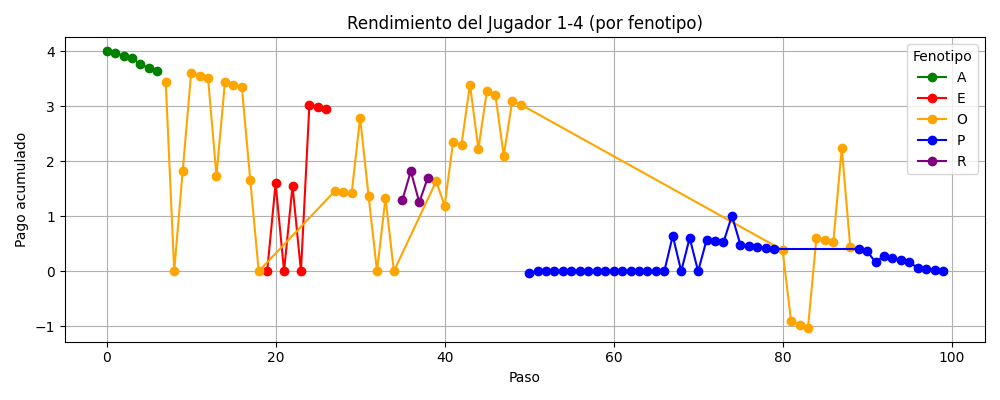 Rendimiento del Jugador 1-4 (por fenotipo)
Pago acumulado
4
3
2
1
0
−1
0 20 40 60 80 100
Paso
Fenotipo
A
E
O
P
R